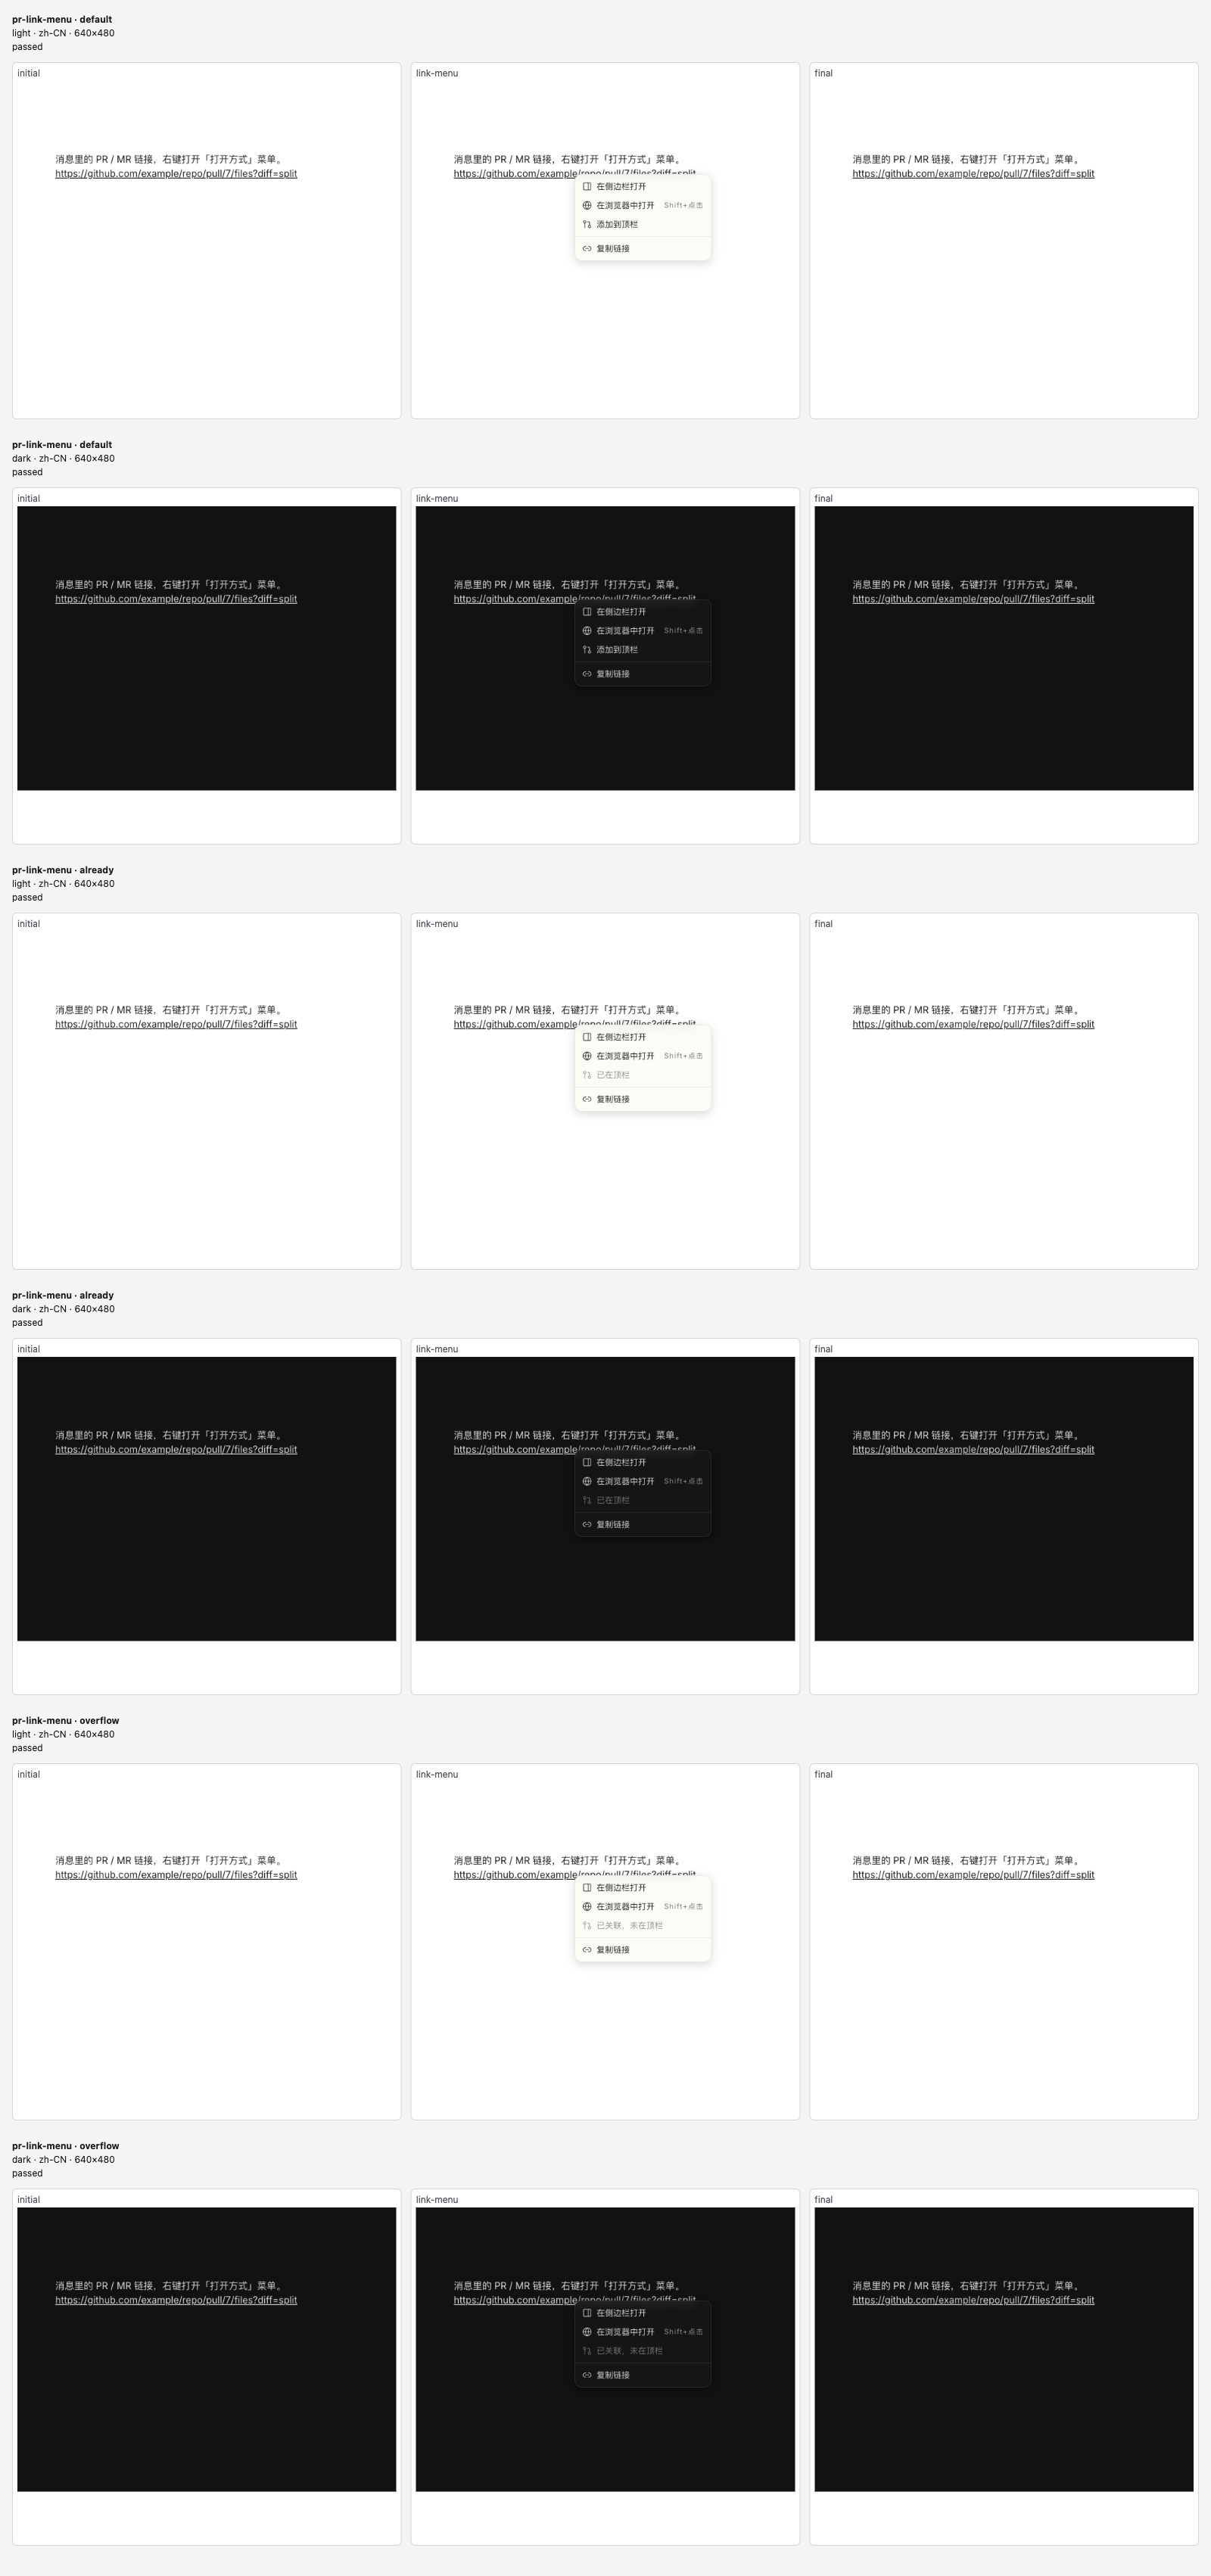 pr-link-menu · default
light · zh-CN · 640×480
passed
initial
消息里的 PR / MR 链接，右键打开「打开方式」菜单。
https://github.com/example/repo/pull/7/files?diff=split
link-menu
消息里的 PR / MR 链接，右键打开「打开方式」菜单。
https://github.com/example/repo/pull/7/files?diff=split
在侧边栏打开
在浏览器中打开 Shift+点击
添加到顶栏
复制链接
final
消息里的 PR / MR 链接，右键打开「打开方式」菜单。
https://github.com/example/repo/pull/7/files?diff=split
pr-link-menu · default
dark · zh-CN · 640×480
passed
initial
消息里的 PR / MR 链接，右键打开「打开方式」菜单。
https://github.com/example/repo/pull/7/files?diff=split
link-menu
消息里的 PR / MR 链接，右键打开「打开方式」菜单。
https://github.com/example/repo/pull/7/files?diff=split
在侧边栏打开
在浏览器中打开 Shift+点击
添加到顶栏
复制链接
final
消息里的 PR / MR 链接，右键打开「打开方式」菜单。
https://github.com/example/repo/pull/7/files?diff=split
pr-link-menu · already
light · zh-CN · 640×480
passed
initial
消息里的 PR / MR 链接，右键打开「打开方式」菜单。
https://github.com/example/repo/pull/7/files?diff=split
link-menu
消息里的 PR / MR 链接，右键打开「打开方式」菜单。
https://github.com/example/repo/pull/7/files?diff=split
在侧边栏打开
在浏览器中打开 Shift+点击
已在顶栏
复制链接
final
消息里的 PR / MR 链接，右键打开「打开方式」菜单。
https://github.com/example/repo/pull/7/files?diff=split
pr-link-menu · already
dark · zh-CN · 640×480
passed
initial
消息里的 PR / MR 链接，右键打开「打开方式」菜单。
https://github.com/example/repo/pull/7/files?diff=split
link-menu
消息里的 PR / MR 链接，右键打开「打开方式」菜单。
https://github.com/example/repo/pull/7/files?diff=split
在侧边栏打开
在浏览器中打开 Shift+点击
已在顶栏
复制链接
final
消息里的 PR / MR 链接，右键打开「打开方式」菜单。
https://github.com/example/repo/pull/7/files?diff=split
pr-link-menu · overflow
light · zh-CN · 640×480
passed
initial
消息里的 PR / MR 链接，右键打开「打开方式」菜单。
https://github.com/example/repo/pull/7/files?diff=split
link-menu
消息里的 PR / MR 链接，右键打开「打开方式」菜单。
https://github.com/example/repo/pull/7/files?diff=split
在侧边栏打开
在浏览器中打开 Shift+点击
已关联，未在顶栏
复制链接
final
消息里的 PR / MR 链接，右键打开「打开方式」菜单。
https://github.com/example/repo/pull/7/files?diff=split
pr-link-menu · overflow
dark · zh-CN · 640×480
passed
initial
消息里的 PR / MR 链接，右键打开「打开方式」菜单。
https://github.com/example/repo/pull/7/files?diff=split
link-menu
消息里的 PR / MR 链接，右键打开「打开方式」菜单。
https://github.com/example/repo/pull/7/files?diff=split
在侧边栏打开
在浏览器中打开 Shift+点击
已关联，未在顶栏
复制链接
final
消息里的 PR / MR 链接，右键打开「打开方式」菜单。
https://github.com/example/repo/pull/7/files?diff=split